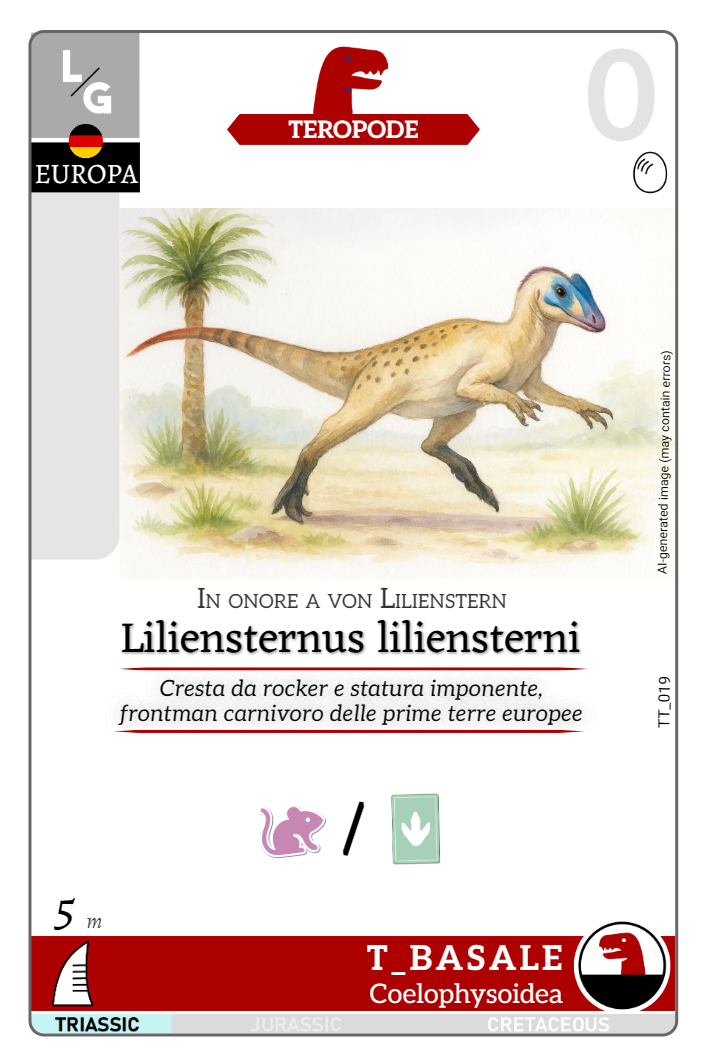 L/G
EUROPA
TEROPODE
0
AI-generated image (may contain errors)
In onore a von Lilienstern
Liliensternus liliensterni
Cresta da rocker e statura imponente,
frontman carnivoro delle prime terre europee
TT_019
/
5 m
T_BASALE
Coelophysoidea
TRIASSIC JURASSIC CRETACEOUS